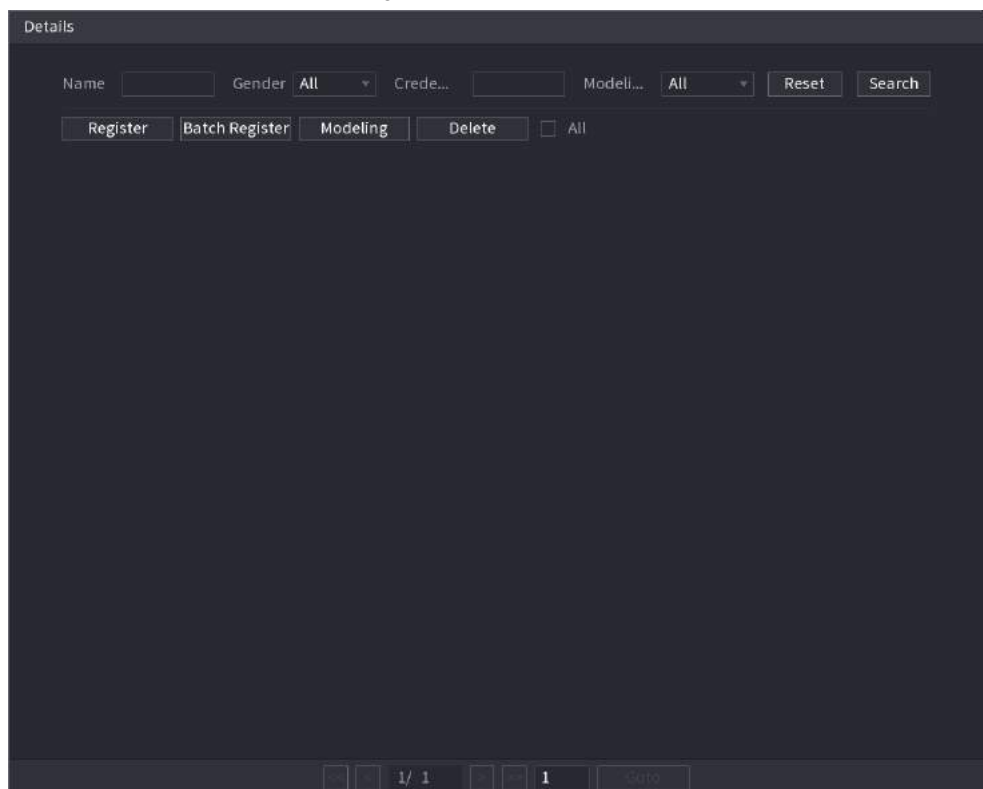 Details
Name Gender All Crede... Modeli... All Reset Search
Register Batch Register Modeling Delete All
<< < 1/ 1 > >> 1 Goto